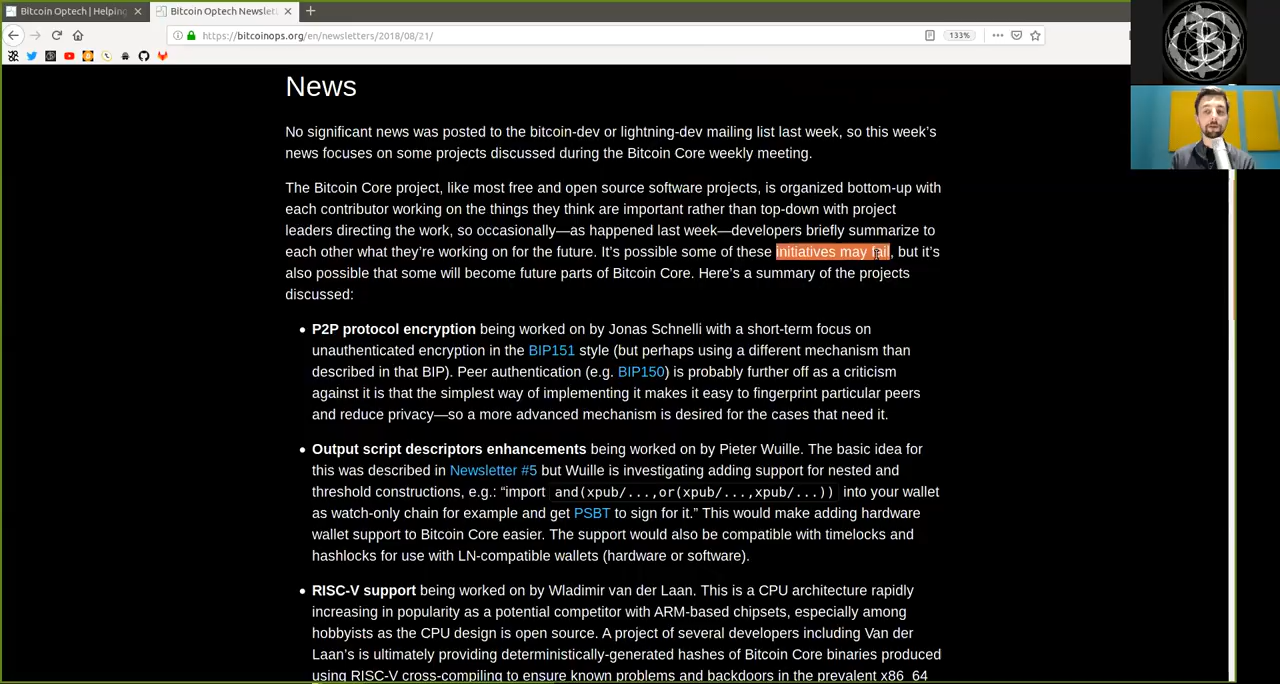 Bitcoin Optech | Helping
Bitcoin Optech Newslett
https://bitcoinops.org/en/newsletters/2018/08/21/
133%
News
No significant news was posted to the bitcoin-dev or lightning-dev mailing list last week, so this week’s
news focuses on some projects discussed during the Bitcoin Core weekly meeting.
The Bitcoin Core project, like most free and open source software projects, is organized bottom-up with
each contributor working on the things they think are important rather than top-down with project
leaders directing the work, so occasionally—as happened last week—developers briefly summarize to
each other what they’re working on for the future. It’s possible some of these initiatives may fail, but it’s
also possible that some will become future parts of Bitcoin Core. Here’s a summary of the projects
discussed:
• P2P protocol encryption being worked on by Jonas Schnelli with a short-term focus on
unauthenticated encryption in the BIP151 style (but perhaps using a different mechanism than
described in that BIP). Peer authentication (e.g. BIP150) is probably further off as a criticism
against it is that the simplest way of implementing it makes it easy to fingerprint particular peers
and reduce privacy—so a more advanced mechanism is desired for the cases that need it.
• Output script descriptors enhancements being worked on by Pieter Wuille. The basic idea for
this was described in Newsletter #5 but Wuille is investigating adding support for nested and
threshold constructions, e.g.: “import and(xpub/...,or(xpub/...,xpub/...)) into your wallet
as watch-only chain for example and get PSBT to sign for it.” This would make adding hardware
wallet support to Bitcoin Core easier. The support would also be compatible with timelocks and
hashlocks for use with LN-compatible wallets (hardware or software).
• RISC-V support being worked on by Wladimir van der Laan. This is a CPU architecture rapidly
increasing in popularity as a potential competitor with ARM-based chipsets, especially among
hobbyists as the CPU design is open source. A project of several developers including Van der
Laan’s is ultimately providing deterministically-generated hashes of Bitcoin Core binaries produced
using RISC-V cross-compiling to ensure known problems and backdoors in the prevalent x86_64